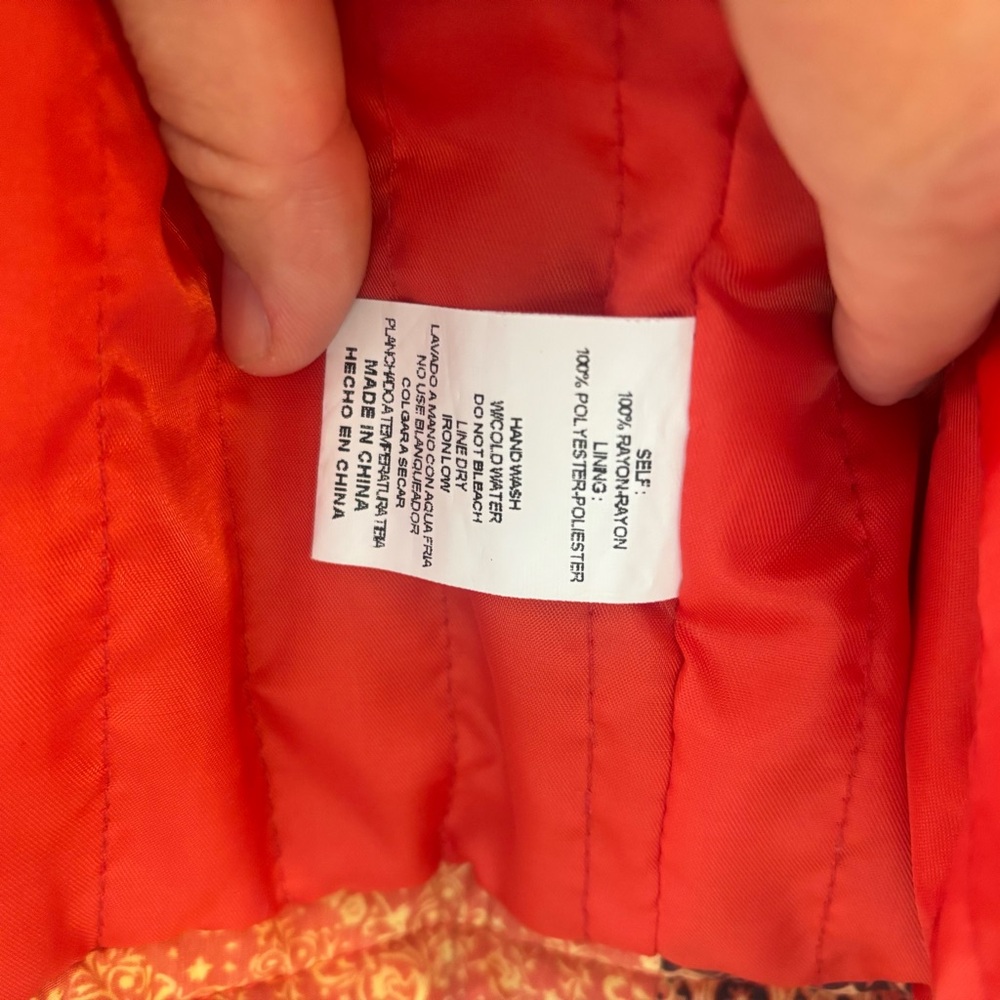 SELF:
100% RAYON-RAYON
LINING:
100% POLYESTER-POLIESTER
HAND WASH
W/COLD WATER
DO NOT BLEACH
LINE DRY
IRON LOW
LAVADO A MANO CON AQUA FRIA
NO USE BLANQUEADOR
COLGAR A SECAR
PLANCHADO A TEMPERATURA TIBIA
MADE IN CHINA
HECHO EN CHINA